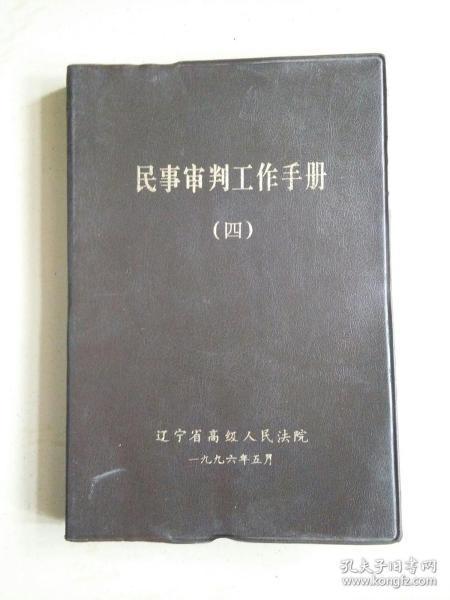 民事审判工作手册
(四)
辽宁省高级人民法院
一九九六年五月
孔夫子旧书网
www.kongfz.com